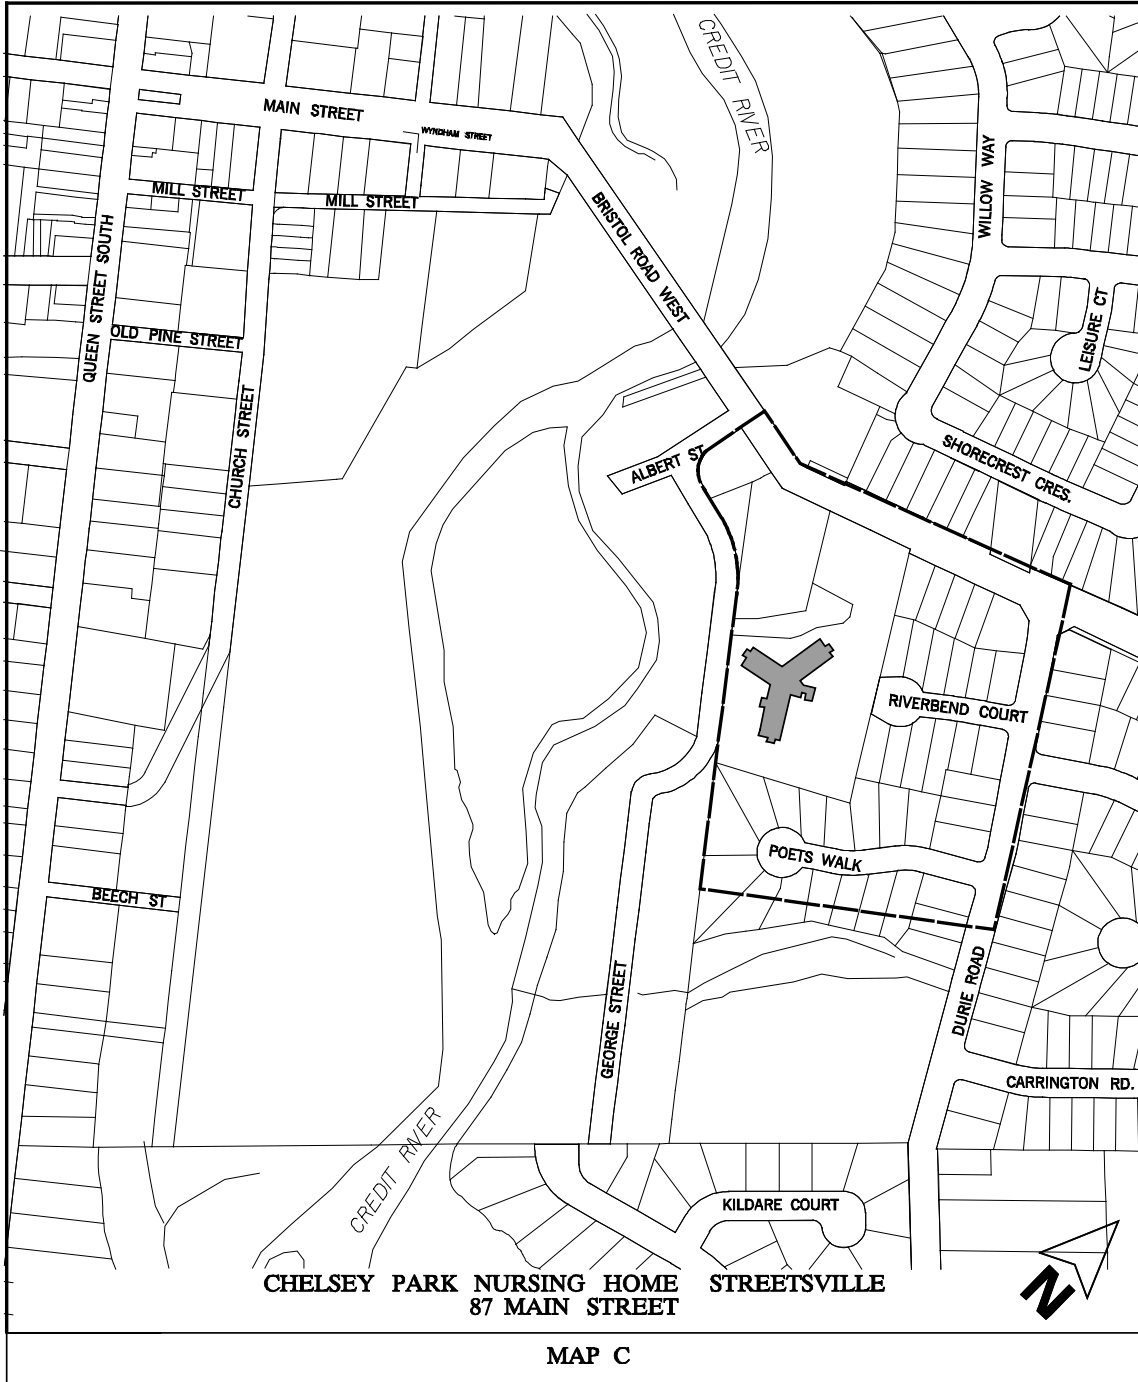 CREDIT RIVER
MAIN STREET
WYNDHAM STREET
WILLOW WAY
MILL STREET
MILL STREET
BRISTOL ROAD WEST
QUEEN STREET SOUTH
LEISURE CT
OLD PINE STREET
CHURCH STREET
SHORECREST CRES.
ALBERT ST
RIVERBEND COURT
POETS WALK
BEECH ST
GEORGE STREET
DURIE ROAD
CARRINGTON RD.
CREDIT RIVER
KILDARE COURT
N
CHELSEY PARK NURSING HOME STREETSVILLE
87 MAIN STREET
MAP C